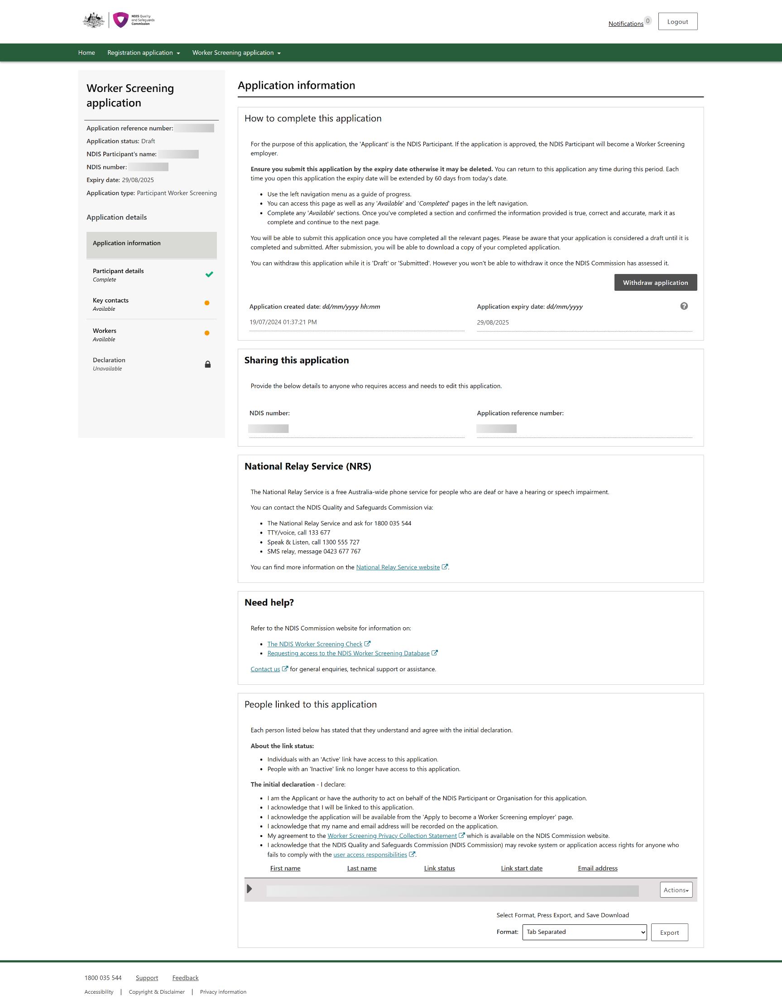 NDIS Quality
and Safeguards
Commission
Notifications 0
Logout
Home
Registration application
Worker Screening application
Worker Screening
application
Application reference number:
Application status: Draft
NDIS Participant's name:
NDIS number:
Expiry date: 29/08/2025
Application type: Participant Worker Screening
Application details
Application information
Participant details
Complete
Key contacts
Available
Workers
Available
Declaration
Unavailable
Application information
How to complete this application
For the purpose of this application, the 'Applicant' is the NDIS Participant. If the application is approved, the NDIS Participant will become a Worker Screening
employer.
Ensure you submit this application by the expiry date otherwise it may be deleted. You can return to this application any time during this period. Each
time you open this application the expiry date will be extended by 60 days from today's date.
• Use the left navigation menu as a guide of progress.
• You can access this page as well as any 'Available' and 'Completed' pages in the left navigation.
• Complete any 'Available' sections. Once you've completed a section and confirmed the information provided is true, correct and accurate, mark it as
complete and continue to the next page.
You will be able to submit this application once you have completed all the relevant pages. Please be aware that your application is considered a draft until it is
completed and submitted. After submission, you will be able to download a copy of your completed application.
You can withdraw this application while it is 'Draft' or 'Submitted'. However you won't be able to withdraw it once the NDIS Commission has assessed it.
Withdraw application
Application created date: dd/mm/yyyy hh:mm
19/07/2024 01:37:21 PM
Application expiry date: dd/mm/yyyy
29/08/2025
Sharing this application
Provide the below details to anyone who requires access and needs to edit this application.
NDIS number:
Application reference number:
National Relay Service (NRS)
The National Relay Service is a free Australia-wide phone service for people who are deaf or have a hearing or speech impairment.
You can contact the NDIS Quality and Safeguards Commission via:
• The National Relay Service and ask for 1800 035 544
• TTY/voice, call 133 677
• Speak & Listen, call 1300 555 727
• SMS relay, message 0423 677 767
You can find more information on the National Relay Service website.
Need help?
Refer to the NDIS Commission website for information on:
• The NDIS Worker Screening Check
• Requesting access to the NDIS Worker Screening Database
Contact us for general enquiries, technical support or assistance.
People linked to this application
Each person listed below has stated that they understand and agree with the initial declaration.
About the link status:
• Individuals with an 'Active' link have access to this application.
• People with an 'Inactive' link no longer have access to this application.
The initial declaration - I declare:
• I am the Applicant or have the authority to act on behalf of the NDIS Participant or Organisation for this application.
• I acknowledge that I will be linked to this application.
• I acknowledge the application will be available from the 'Apply to become a Worker Screening employer' page.
• I acknowledge that my name and email address will be recorded on the application.
• My agreement to the Worker Screening Privacy Collection Statement which is available on the NDIS Commission website.
• I acknowledge that the NDIS Quality and Safeguards Commission (NDIS Commission) may revoke system or application access rights for anyone who
fails to comply with the user access responsibilities.
First name Last name Link status Link start date Email address
Actions
Select Format, Press Export, and Save Download
Format: Tab Separated Export
1800 035 544 Support Feedback
Accessibility | Copyright & Disclaimer | Privacy information